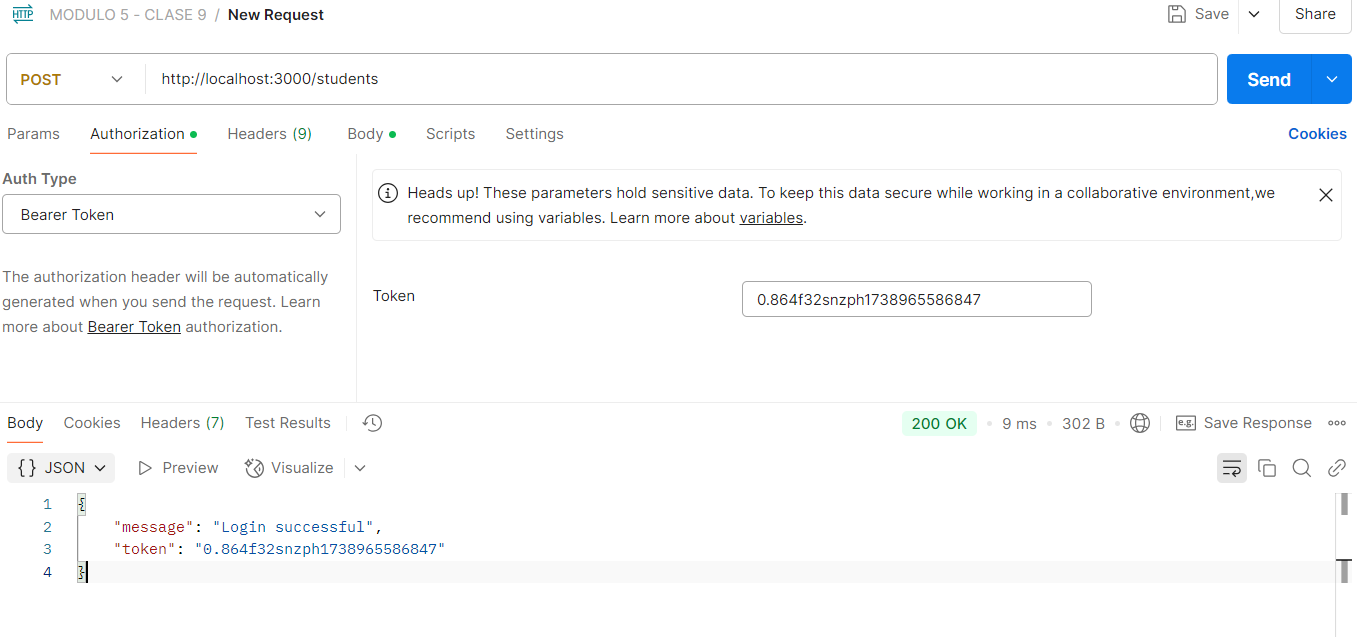 HTTP MODULO 5 - CLASE 9 / New Request Save Share
POST http://localhost:3000/students Send
Params Authorization Headers (9) Body Scripts Settings Cookies
Auth Type
Bearer Token
The authorization header will be automatically
generated when you send the request. Learn
more about Bearer Token authorization.
Heads up! These parameters hold sensitive data. To keep this data secure while working in a collaborative environment,we
recommend using variables. Learn more about variables.
Token 0.864f32snzph1738965586847
Body Cookies Headers (7) Test Results 200 OK • 9 ms • 302 B • e.g. Save Response
{} JSON Preview Visualize
1 {
2 "message": "Login successful",
3 "token": "0.864f32snzph1738965586847"
4 }